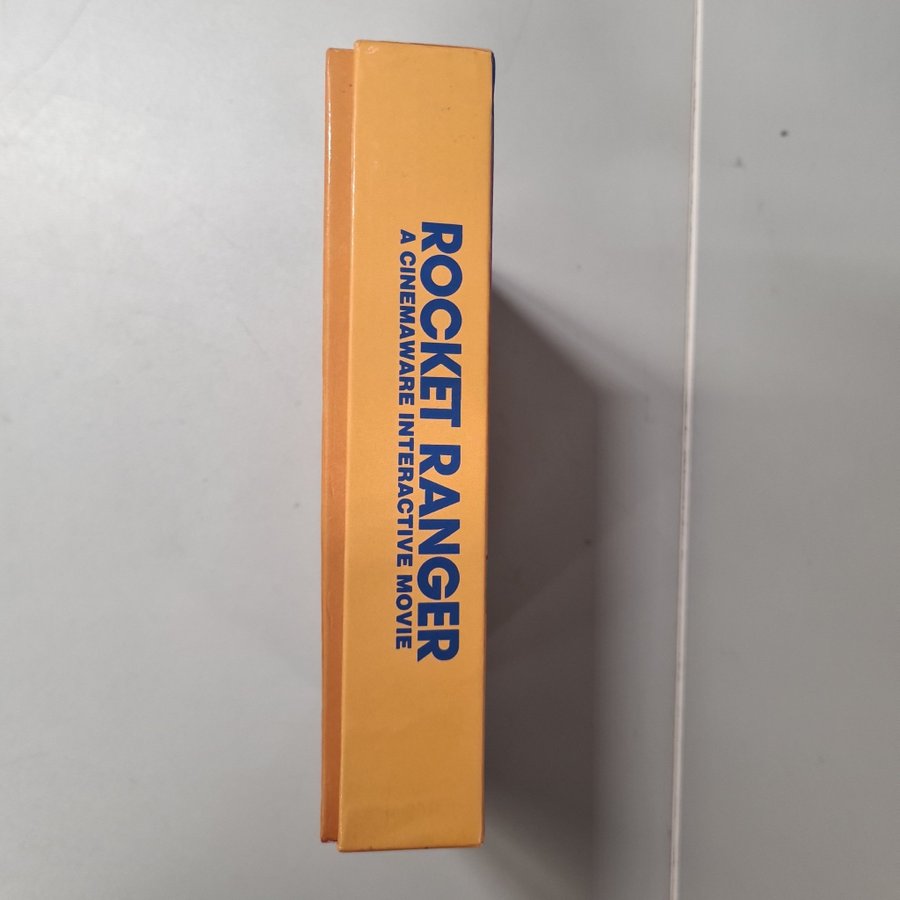 ROCKET RANGER
A CINEMAWARE INTERACTIVE MOVIE